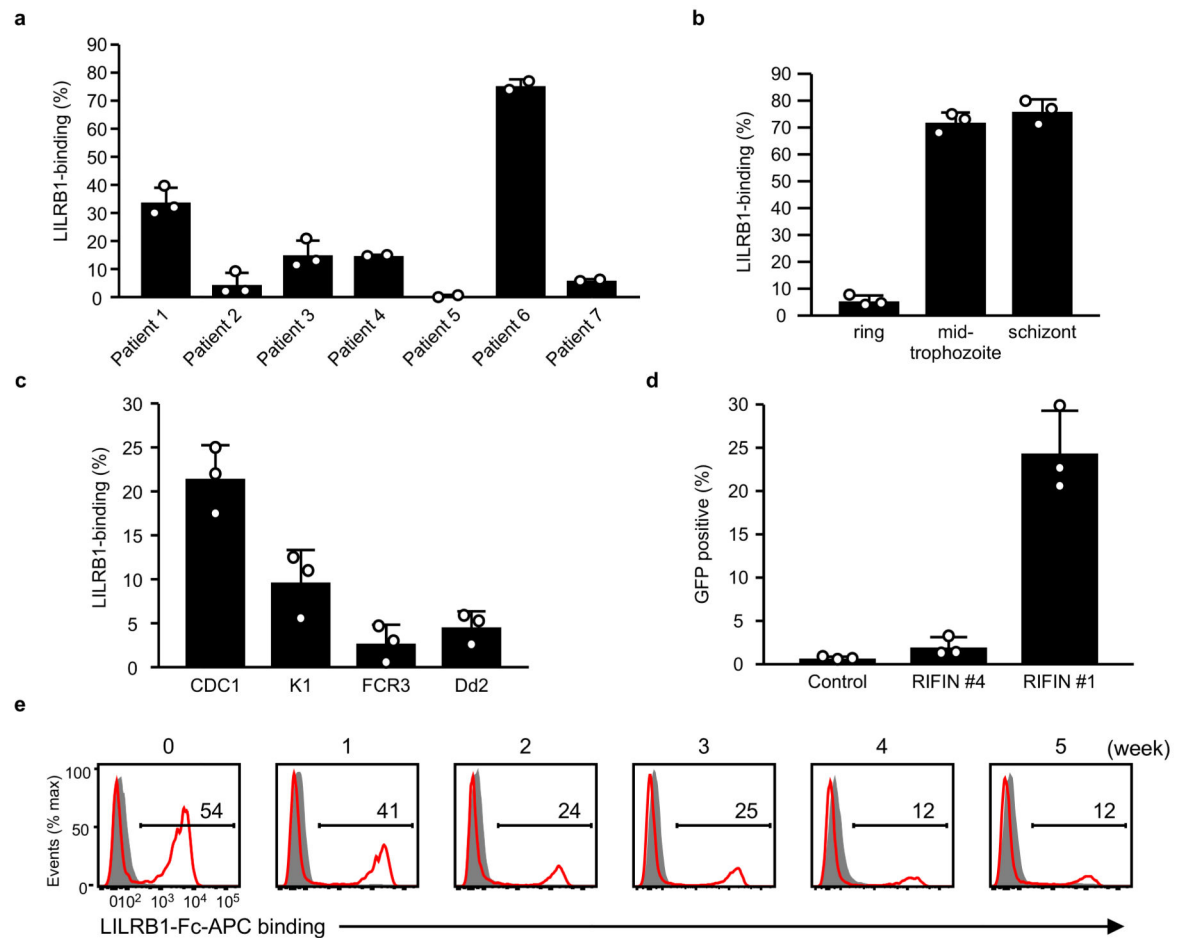 a
LILRB1-binding (%)
90
80
70
60
50
40
30
20
10
0
Patient 1
Patient 2
Patient 3
Patient 4
Patient 5
Patient 6
Patient 7
b
LILRB1-binding (%)
90
80
70
60
50
40
30
20
10
0
ring
mid-
trophozoite
schizont
c
LILRB1-binding (%)
30
25
20
15
10
5
0
CDC1
K1
FCR3
Dd2
d
GFP positive (%)
30
25
20
15
10
5
0
Control
RIFIN #4
RIFIN #1
e
0 1 2 3 4 5 (week)
Events (% max)
100
50
0
54
41
24
25
12
12
010² 10³ 10⁴ 10⁵
LILRB1-Fc-APC binding